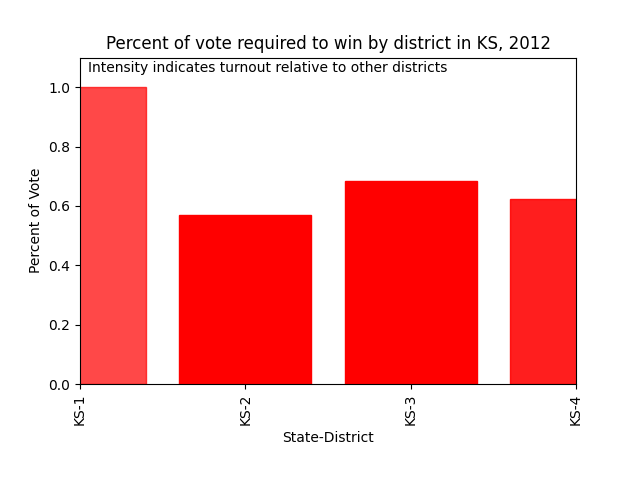 Percent of vote required to win by district in KS, 2012
Intensity indicates turnout relative to other districts
1.0
0.8
0.6
0.4
0.2
0.0
Percent of Vote
KS-1
KS-2
KS-3
KS-4
State-District